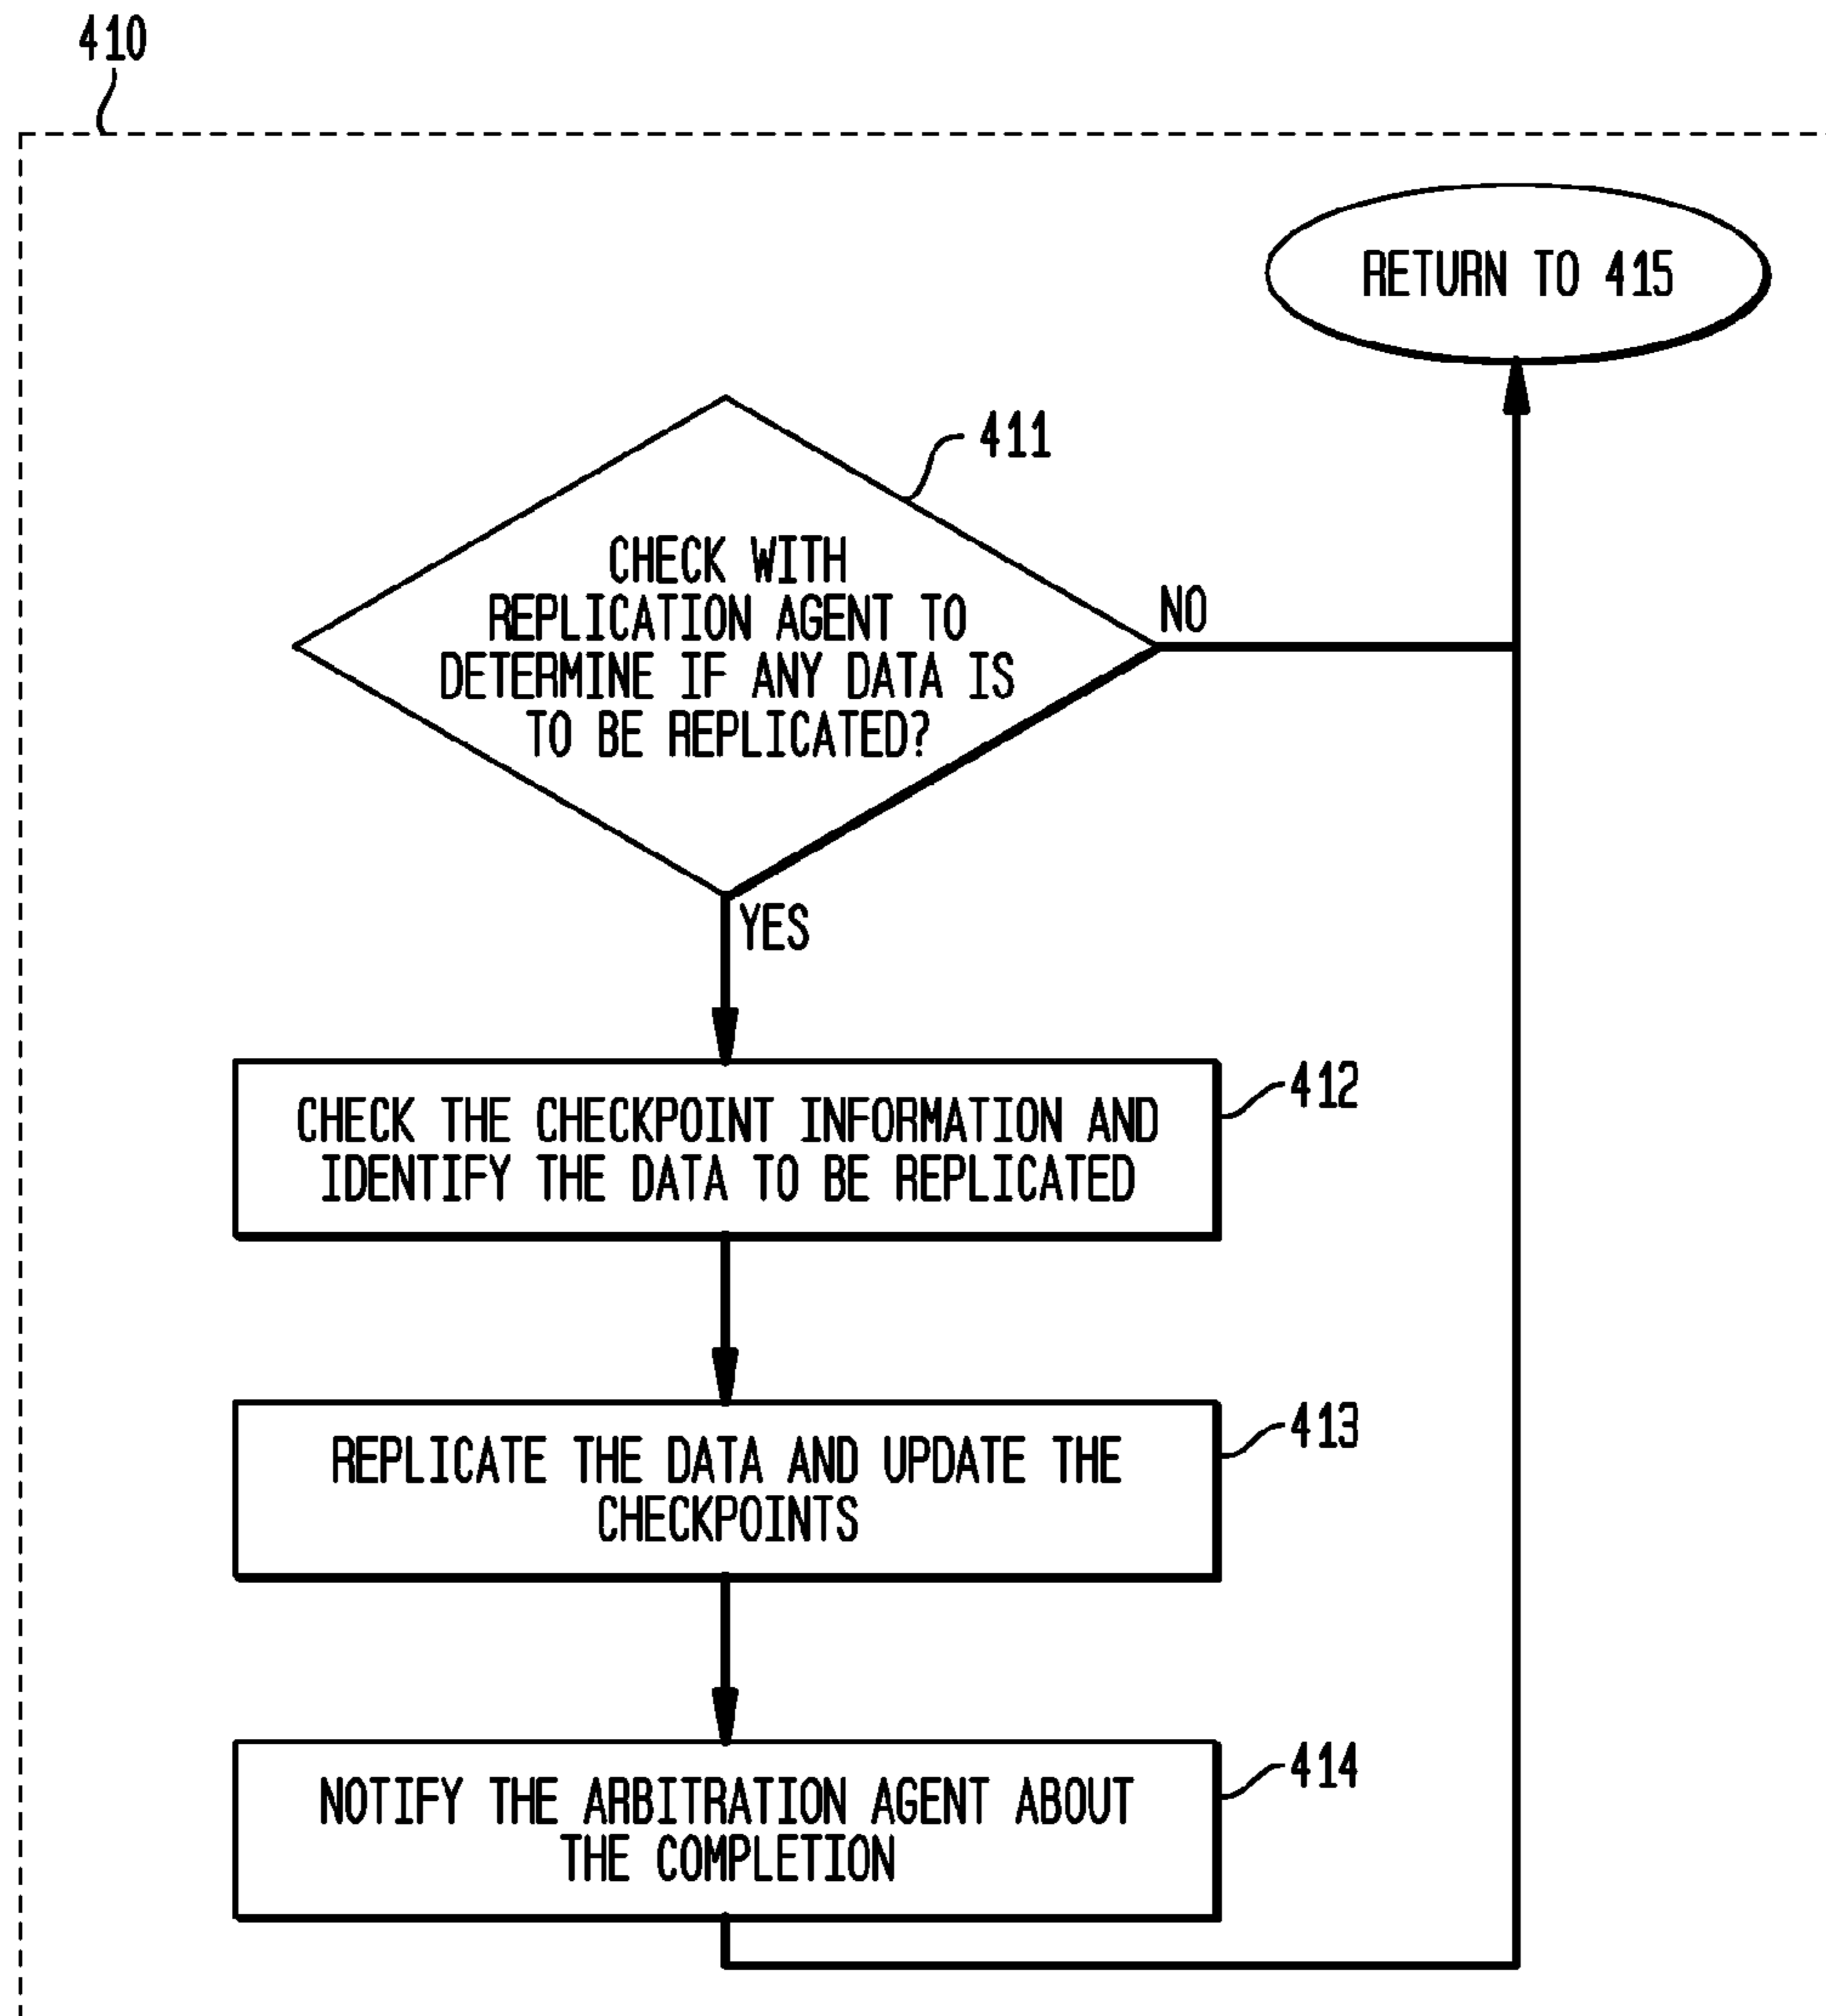 410
RETURN TO 415
411
CHECK WITH
REPLICATION AGENT TO
DETERMINE IF ANY DATA IS
TO BE REPLICATED?
NO
YES
412
CHECK THE CHECKPOINT INFORMATION AND
IDENTIFY THE DATA TO BE REPLICATED
413
REPLICATE THE DATA AND UPDATE THE
CHECKPOINTS
414
NOTIFY THE ARBITRATION AGENT ABOUT
THE COMPLETION